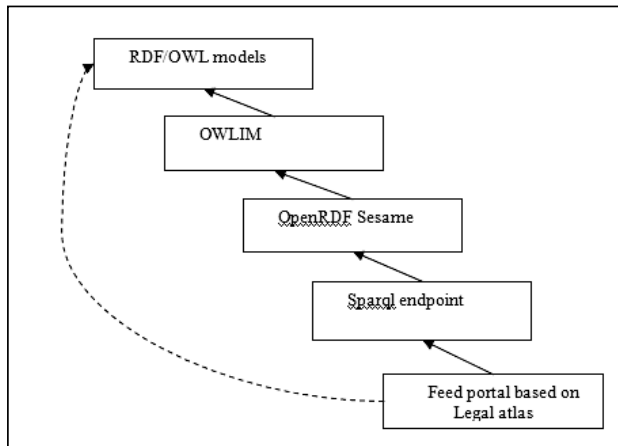 RDF/OWL models
OWLIM
OpenRDF Sesame
Sparql endpoint
Feed portal based on
Legal atlas